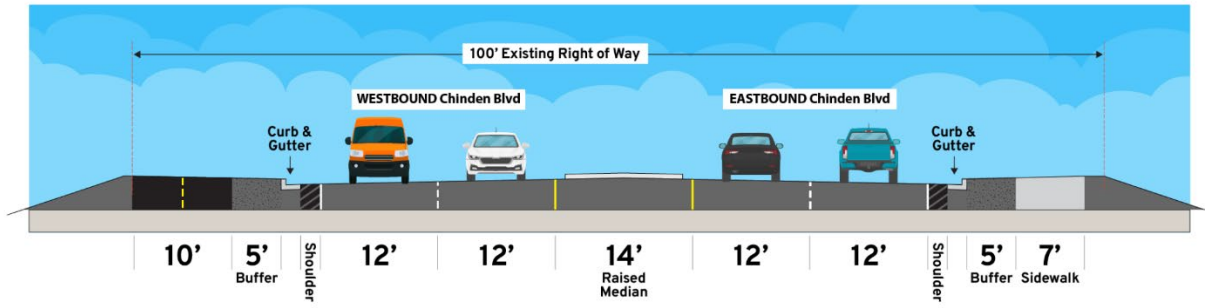 100’ Existing Right of Way
WESTBOUND Chinden Blvd
EASTBOUND Chinden Blvd
Curb &
Gutter
Curb &
Gutter
10’
5’
Buffer
Shoulder
12’
12’
14’
Raised
Median
12’
12’
Shoulder
5’
Buffer
7’
Sidewalk